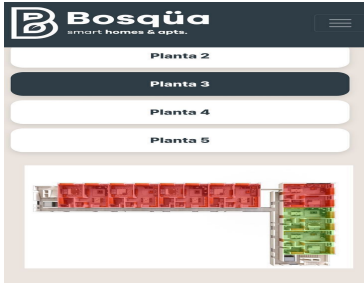 B Bosqüa
smart homes & apts.
Planta 2
Planta 3
Planta 4
Planta 5